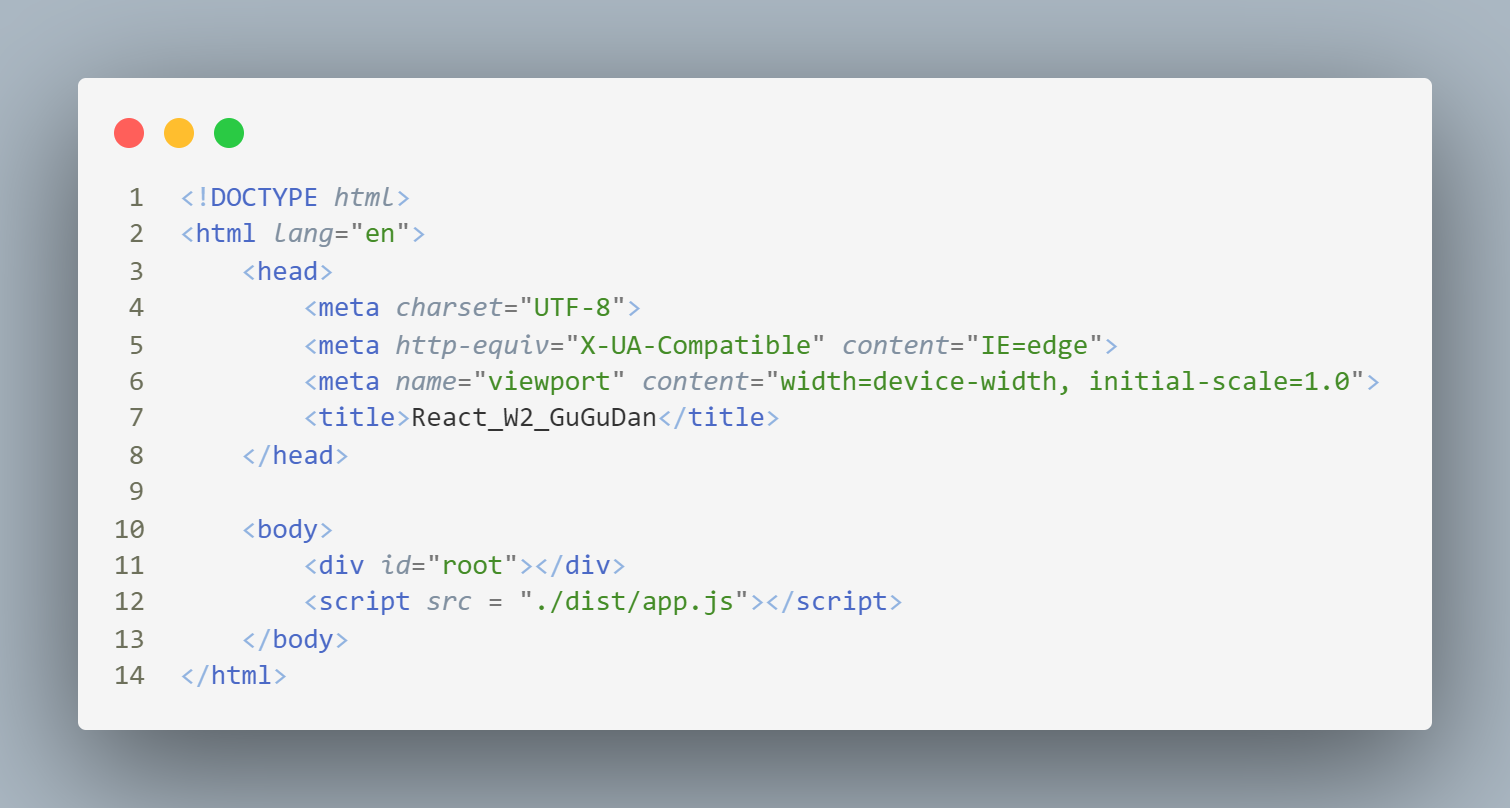 1 <!DOCTYPE html>
2 <html lang="en">
3     <head>
4         <meta charset="UTF-8">
5         <meta http-equiv="X-UA-Compatible" content="IE=edge">
6         <meta name="viewport" content="width=device-width, initial-scale=1.0">
7         <title>React_W2_GuGuDan</title>
8     </head>
9
10     <body>
11         <div id="root"></div>
12         <script src = "./dist/app.js"></script>
13     </body>
14 </html>